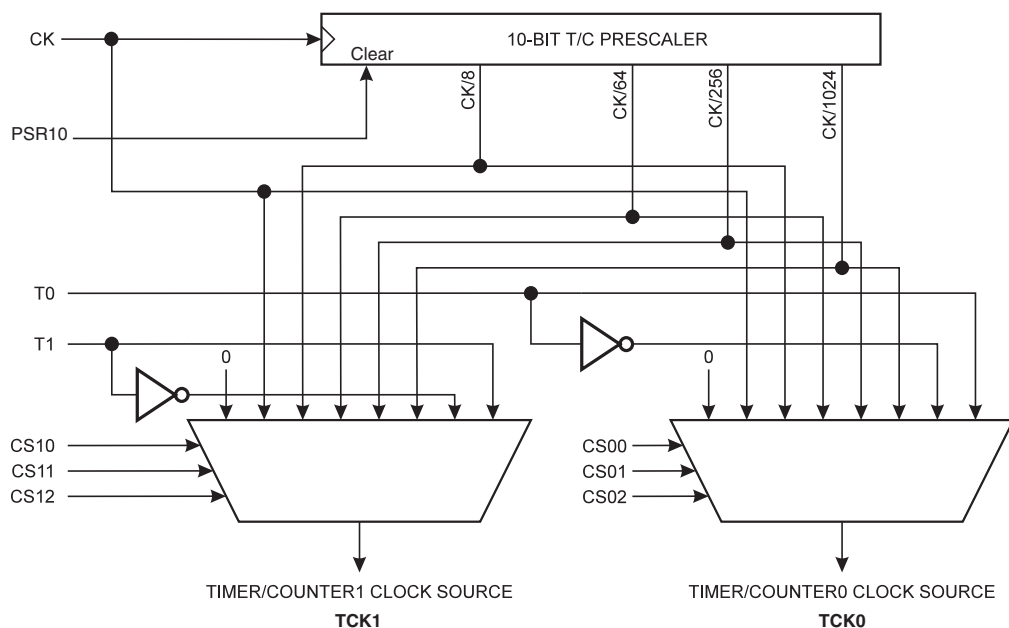 CK
10-BIT T/C PRESCALER
Clear
CK/8
CK/64
CK/256
CK/1024
PSR10
T0
T1
0
0
CS10
CS11
CS12
CS00
CS01
CS02
TIMER/COUNTER1 CLOCK SOURCE
TCK1
TIMER/COUNTER0 CLOCK SOURCE
TCK0